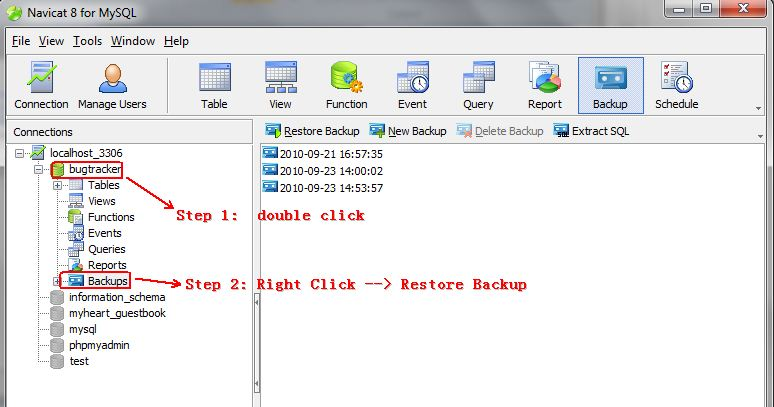 Navicat 8 for MySQL
File View Tools Window Help
Connection Manage Users Table View Function Event Query Report Backup Schedule
Connections
Restore Backup New Backup Delete Backup Extract SQL
localhost_3306
bugtracker
Tables
Views
Functions
Events
Queries
Reports
Backups
information_schema
myheart_guestbook
mysql
phpmyadmin
test
2010-09-21 16:57:35
2010-09-23 14:00:02
2010-09-23 14:53:57
Step 1: double click
Step 2: Right Click --> Restore Backup